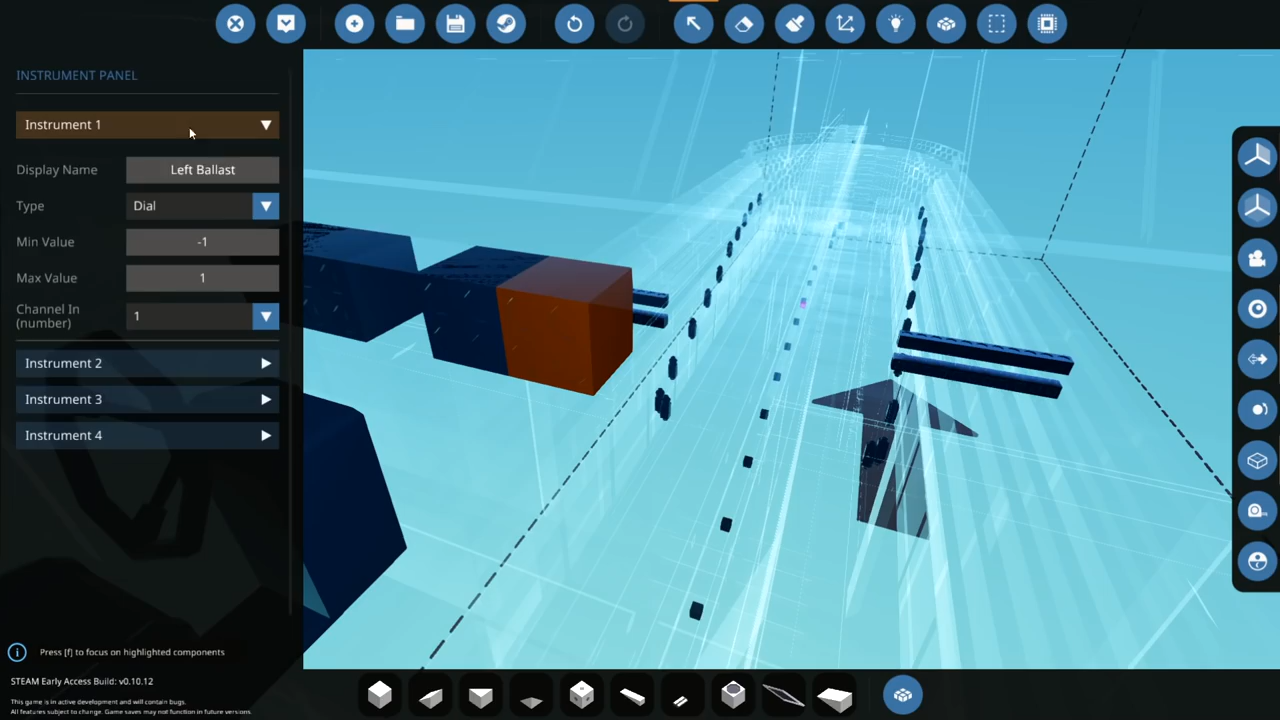 INSTRUMENT PANEL
Instrument 1
Display Name Left Ballast
Type Dial
Min Value -1
Max Value 1
Channel In
(number) 1
Instrument 2
Instrument 3
Instrument 4
Press [f] to focus on highlighted components
STEAM Early Access Build: v0.10.12
This game is in active development and will contain bugs.
All features subject to change. Game saves may not function in future versions.